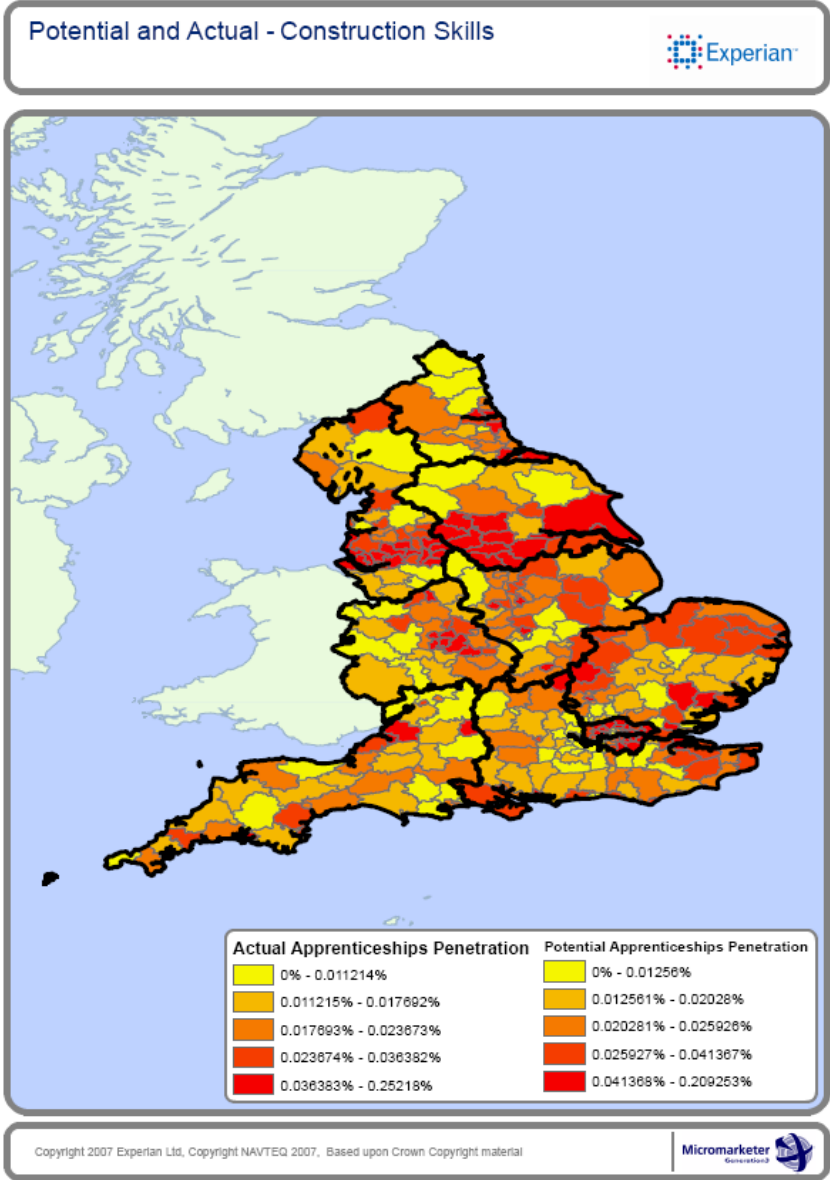 Potential and Actual - Construction Skills
Experian™
Actual Apprenticeships Penetration
0% - 0.011214%
0.011215% - 0.017692%
0.017693% - 0.023673%
0.023674% - 0.036382%
0.036383% - 0.25218%
Potential Apprenticeships Penetration
0% - 0.01256%
0.012561% - 0.02028%
0.020281% - 0.025926%
0.025927% - 0.041367%
0.041368% - 0.209253%
Copyright 2007 Experian Ltd, Copyright NAVTEQ 2007, Based upon Crown Copyright material
Micromarketer
Generation3